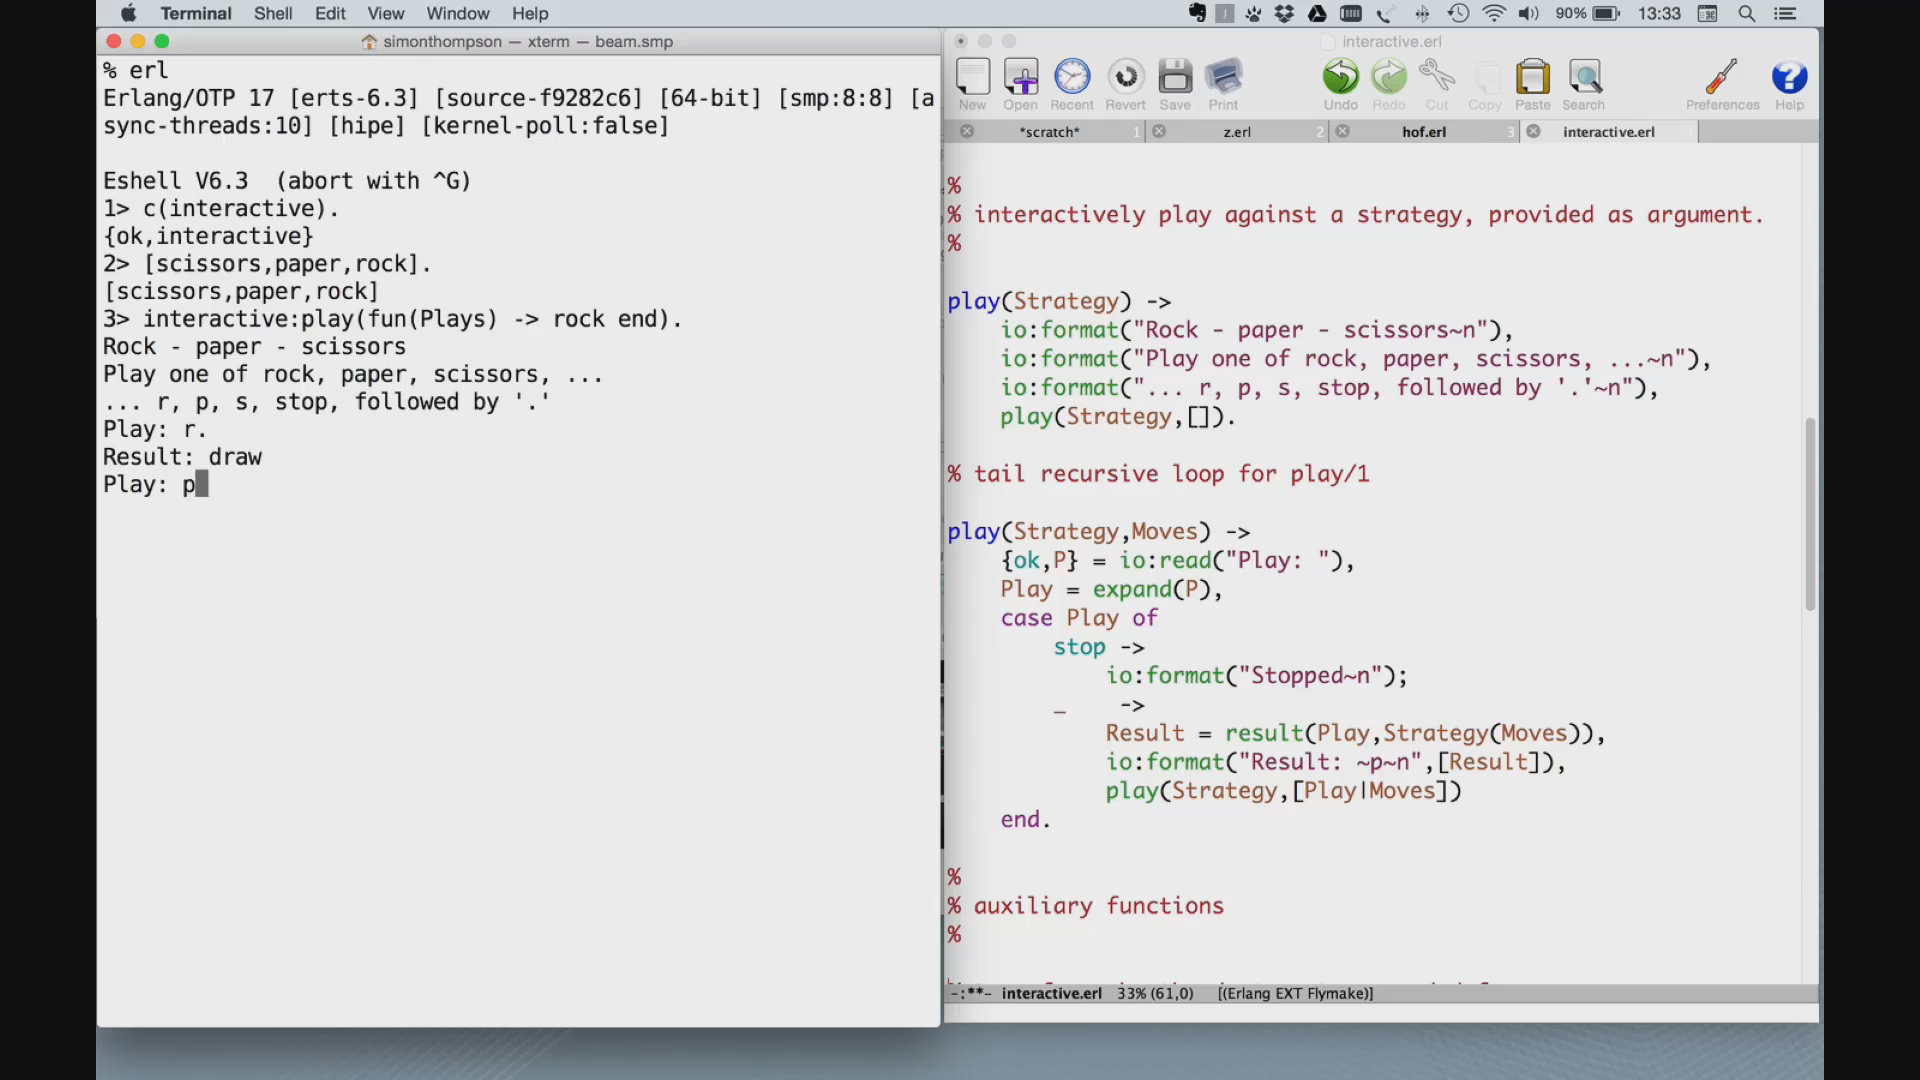 Terminal Shell Edit View Window Help 90% 13:33
simonthompson — xterm — beam.smp
% erl
Erlang/OTP 17 [erts-6.3] [source-f9282c6] [64-bit] [smp:8:8] [a
sync-threads:10] [hipe] [kernel-poll:false]
Eshell V6.3  (abort with ^G)
1> c(interactive).
{ok,interactive}
2> [scissors,paper,rock].
[scissors,paper,rock]
3> interactive:play(fun(Plays) -> rock end).
Rock - paper - scissors
Play one of rock, paper, scissors, ...
... r, p, s, stop, followed by '.'
Play: r.
Result: draw
Play: p
interactive.erl
New Open Recent Revert Save Print Undo Redo Cut Copy Paste Search Preferences Help
*scratch* 1 z.erl 2 hof.erl 3 interactive.erl
%
% interactively play against a strategy, provided as argument.
%
play(Strategy) ->
    io:format("Rock - paper - scissors~n"),
    io:format("Play one of rock, paper, scissors, ...~n"),
    io:format("... r, p, s, stop, followed by '.'~n"),
    play(Strategy,[]).
% tail recursive loop for play/1
play(Strategy,Moves) ->
    {ok,P} = io:read("Play: "),
    Play = expand(P),
    case Play of
        stop ->
            io:format("Stopped~n");
        _    ->
            Result = result(Play,Strategy(Moves)),
            io:format("Result: ~p~n",[Result]),
            play(Strategy,[Play|Moves])
    end.
%
% auxiliary functions
%
-:**- interactive.erl 33% (61,0) [(Erlang EXT Flymake)]